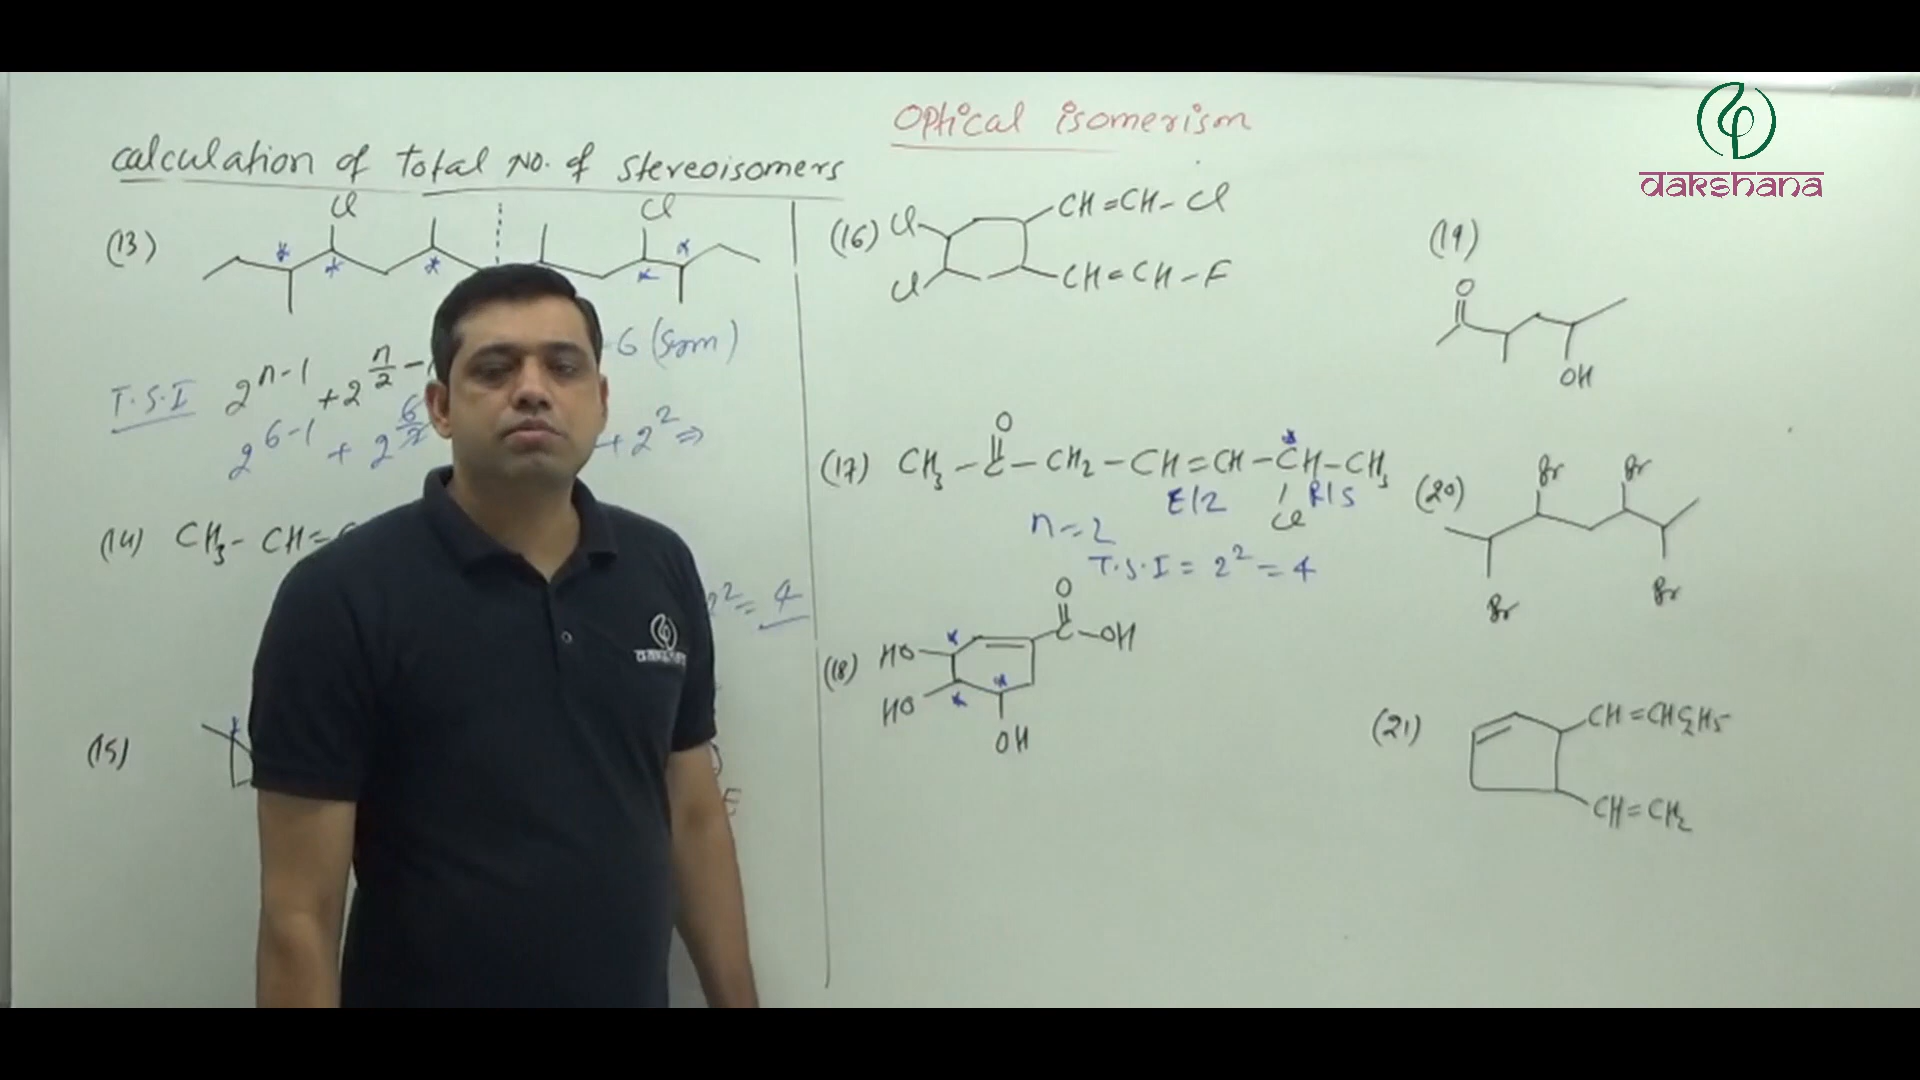 Optical isomerism
dakshana
calculation of Total No. of stereoisomers
(13)
Cl
Cl
* * * * *
6 (Sym)
T.S.I 2^{n-1} + 2^{n/2 -
2^{6-1} + 2^{6/2} + 2^2 ⇒
(14) CH3 - CH =
2^2 = 4
(15)
E
(16) Cl
Cl
CH = CH - Cl
CH = CH - F
(17) CH3 - C - CH2 - CH = CH - CH - CH3
O
*
E/Z
Cl
R/S
n = 2
T.S.I = 2^2 = 4
(18) HO
HO
OH
O
C - OH
* * *
(19)
O
OH
(20)
Br
Br
Br
Br
(21)
CH = CHC2H5
CH = CH2